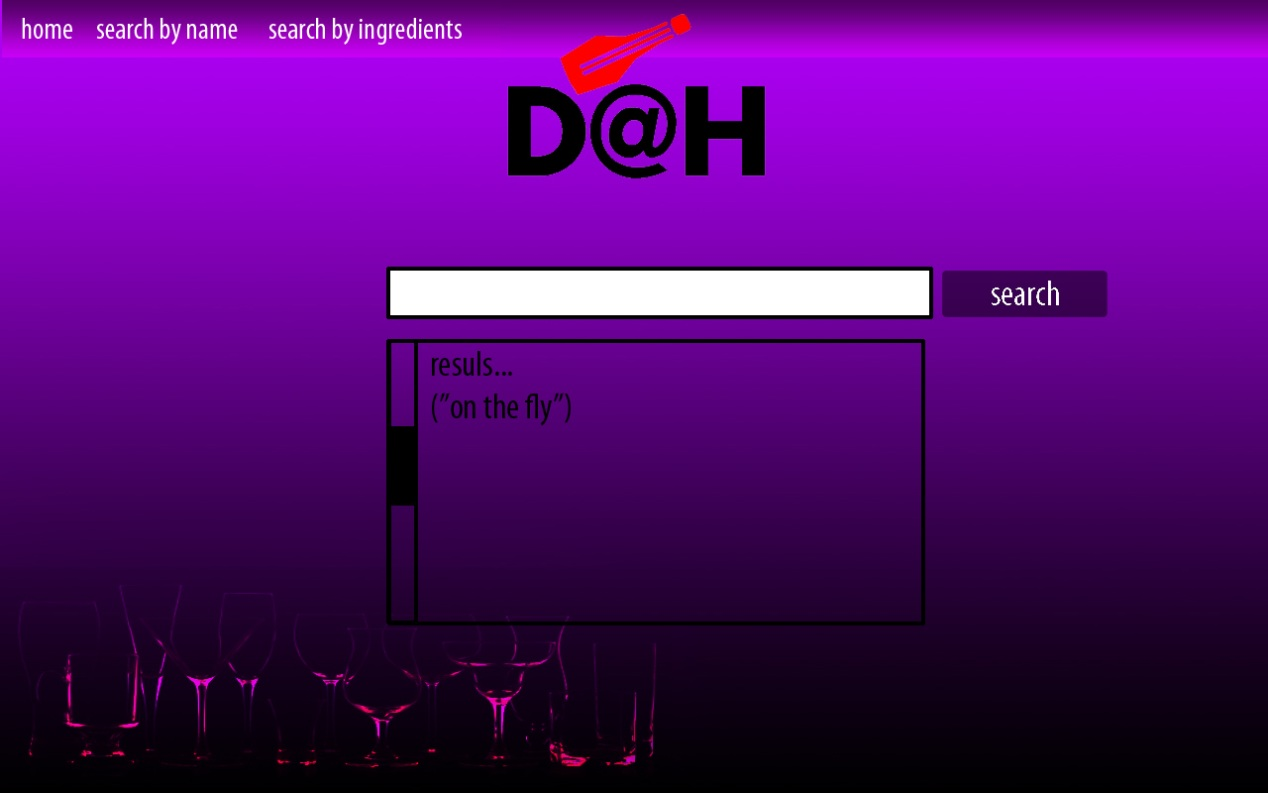 home search by name search by ingredients
D@H
search
resuls...
("on the fly")